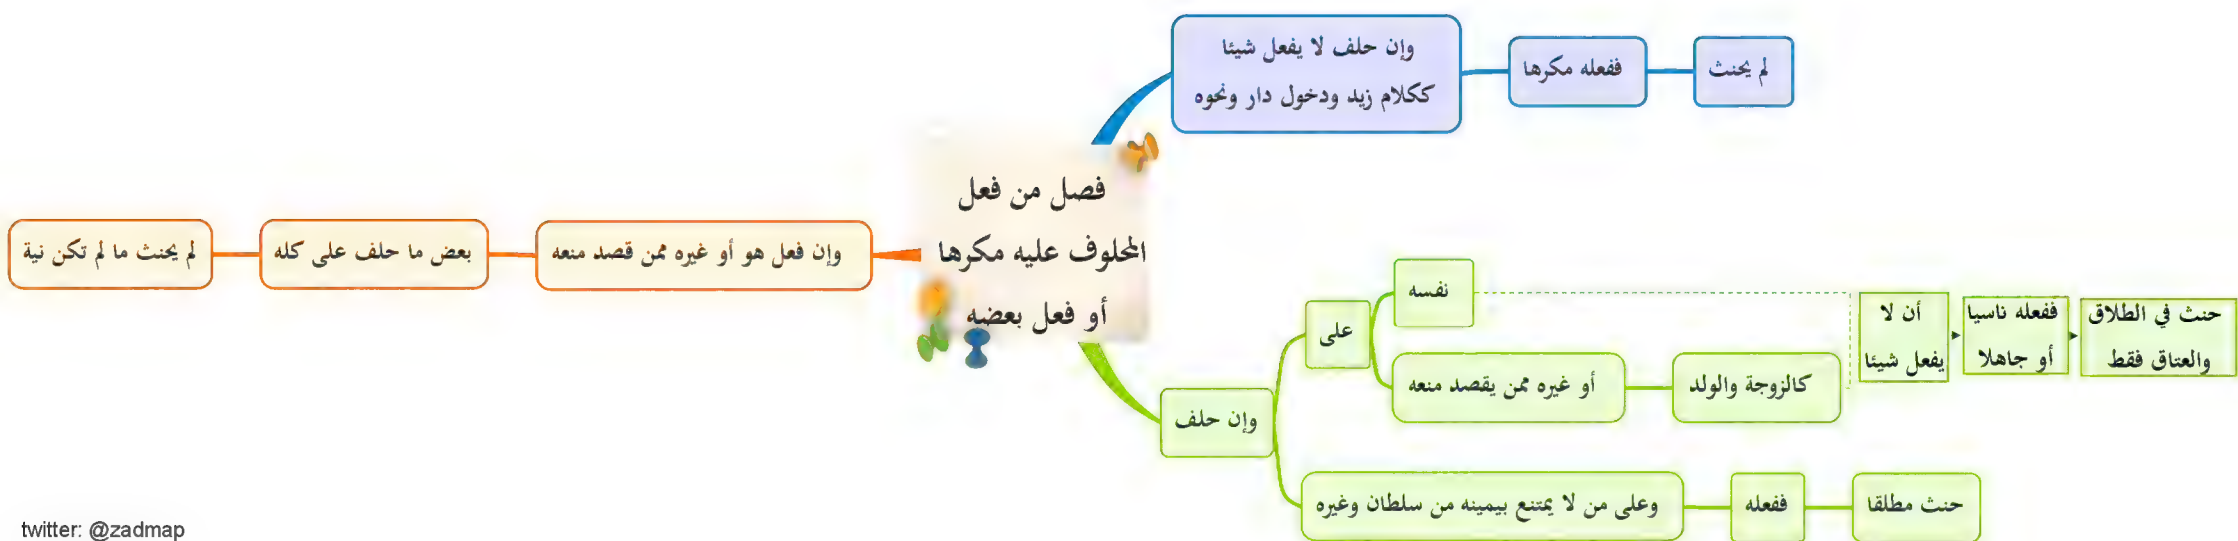 فصل من فعل
المحلوف عليه مكرها
أو فعل بعضه
وإن حلف لا يفعل شيئا
ككلام زيد ودخول دار ونحوه
ففعله مكرها
لم يحنث
وإن حلف
على
نفسه
أو غيره ممن يقصد منعه
كالزوجة والولد
أن لا
يفعل شيئا
ففعله ناسيا
أو جاهلا
حنث في الطلاق
والعتاق فقط
وعلى من لا يمتنع بيمينه من سلطان وغيره
ففعله
حنث مطلقا
وإن فعل هو أو غيره ممن قصد منعه
بعض ما حلف على كله
لم يحنث ما لم تكن نية
twitter: @zadmap